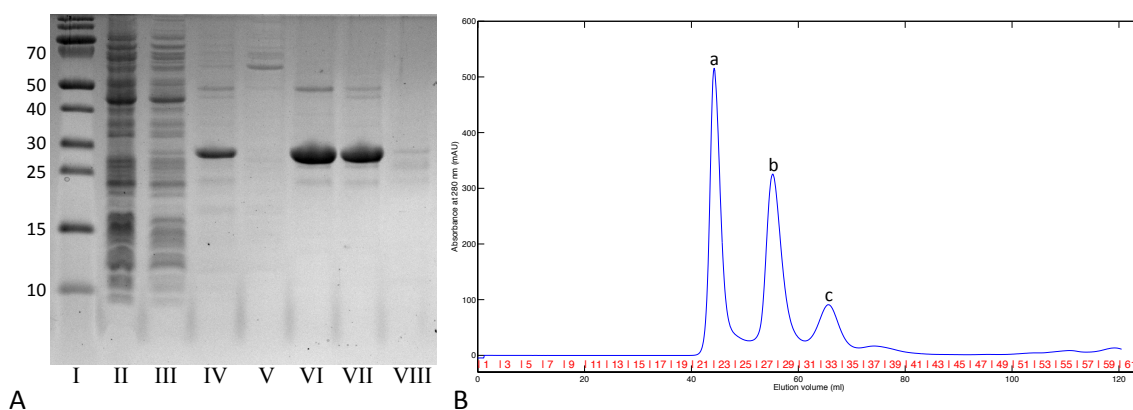 70
50
40
30
25
15
10
I II III IV V VI VII VIII
A
600
500
400
300
200
100
0
Absorbance at 280 nm (mAU)
a
b
c
1 3 5 7 9 11 13 15 17 19 21 23 25 27 29 31 33 35 37 39 41 43 45 47 49 51 53 55 57 59 61
0 20 40 60 80 100 120
Elution volume (ml)
B